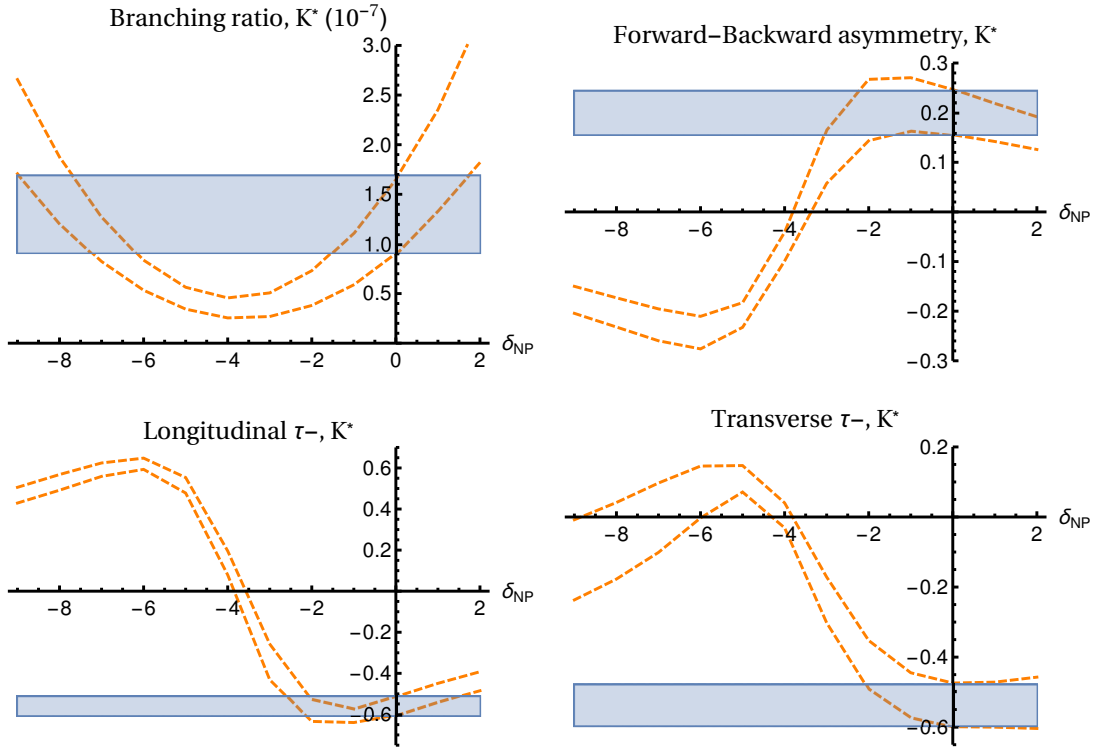 Branching ratio, K* (10⁻⁷)
3.0
2.5
2.0
1.5
1.0
0.5
−8 −6 −4 −2 0 2 δNP
Forward−Backward asymmetry, K*
0.3
0.2
0.1
−8 −6 −4 −2 2 δNP
−0.1
−0.2
−0.3
Longitudinal τ−, K*
0.6
0.4
0.2
−8 −6 −4 −2 2 δNP
−0.2
−0.4
−0.6
Transverse τ−, K*
0.2
−8 −6 −4 −2 2 δNP
−0.2
−0.4
−0.6